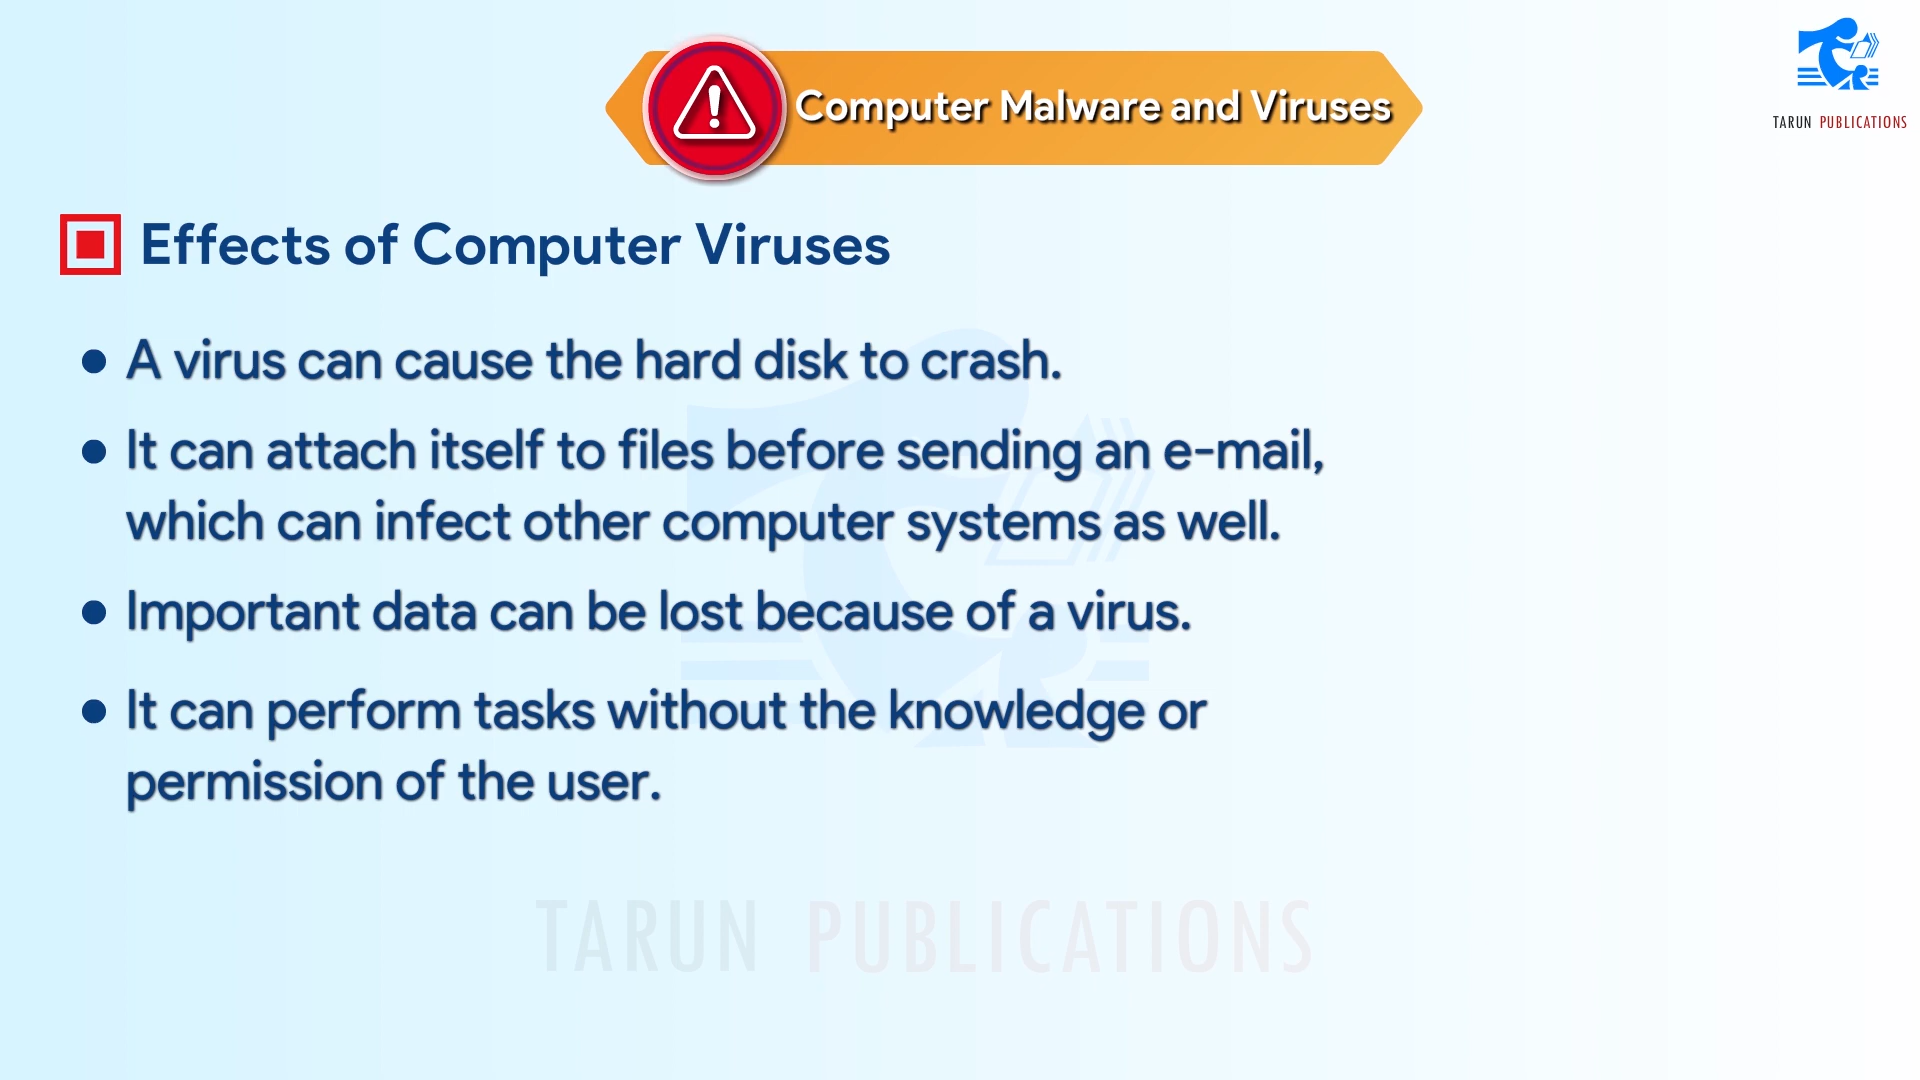 Computer Malware and Viruses
TARUN PUBLICATIONS
Effects of Computer Viruses
A virus can cause the hard disk to crash.
It can attach itself to files before sending an e-mail,
which can infect other computer systems as well.
Important data can be lost because of a virus.
It can perform tasks without the knowledge or
permission of the user.
TARUN PUBLICATIONS